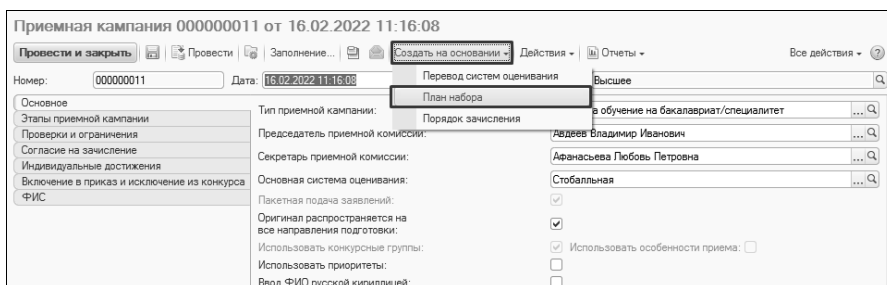 Приемная кампания 000000011 от 16.02.2022 11:16:08
Провести и закрыть Провести Заполнение... Создать на основании Действия Отчеты Все действия ?
Номер: 000000011 Дата: 16.02.2022 11:16:08 Перевод систем оценивания Высшее
План набора
Порядок зачисления
Основное
Этапы приемной кампании
Проверки и ограничения
Согласие на зачисление
Индивидуальные достижения
Включение в приказ и исключение из конкурса
ФИС
Тип приемной кампании: а обучение на бакалавриат/специалитет
Председатель приемной комиссии: Авдеев Владимир Иванович
Секретарь приемной комиссии: Афанасьева Любовь Петровна
Основная система оценивания: Стобалльная
Пакетная подача заявлений:
Оригинал распространяется на
все направления подготовки:
Использовать конкурсные группы: Использовать особенности приема:
Использовать приоритеты:
Ввод ФИО русской кириллицей: